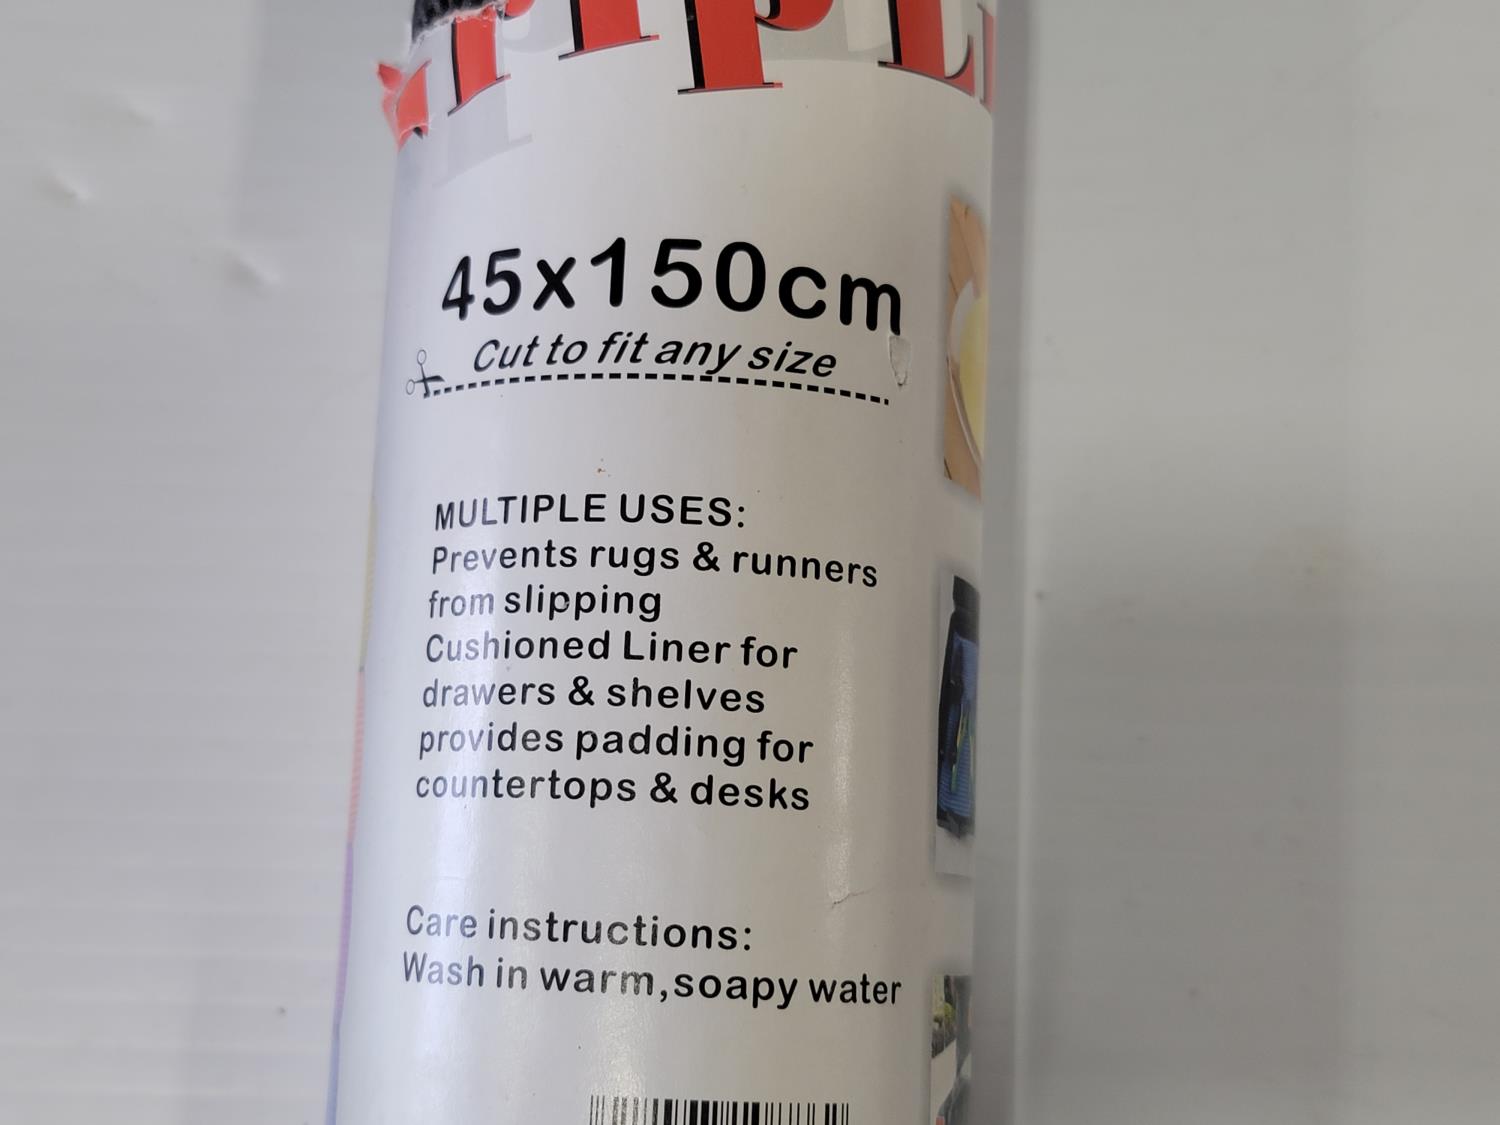 45x150cm
Cut to fit any size
MULTIPLE USES:
Prevents rugs & runners
from slipping
Cushioned Liner for
drawers & shelves
provides padding for
countertops & desks
Care instructions:
Wash in warm,soapy water